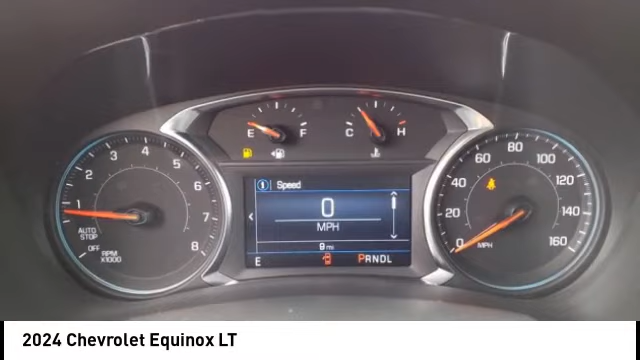 E F
C H
1 2 3 4 5 6 7 8
AUTO
STOP
OFF
RPM
X1000
1 Speed
0
MPH
9 mi
E PRNDL
0 20 40 60 80 100 120 140 160
MPH
2024 Chevrolet Equinox LT